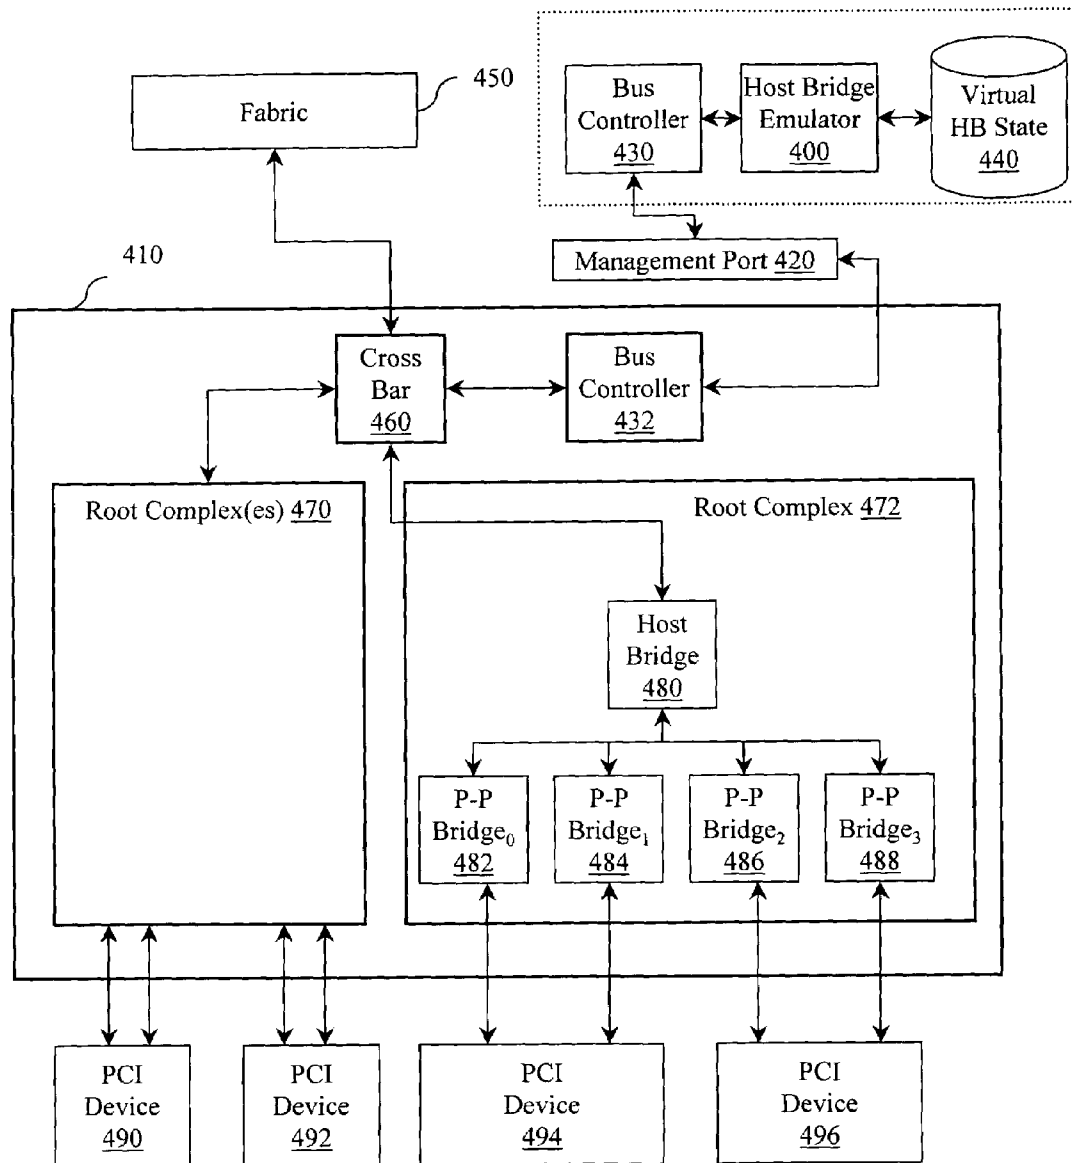 450
Fabric
Bus
Controller
430
Host Bridge
Emulator
400
Virtual
HB State
440
410
Management Port 420
Cross
Bar
460
Bus
Controller
432
Root Complex(es) 470
Root Complex 472
Host
Bridge
480
P-P
Bridge0
482
P-P
Bridge1
484
P-P
Bridge2
486
P-P
Bridge3
488
PCI
Device
490
PCI
Device
492
PCI
Device
494
PCI
Device
496